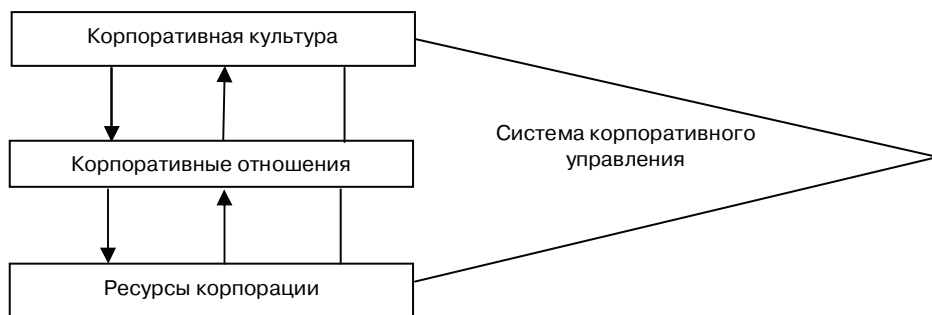 Корпоративная культура
Система корпоративного
управления
Корпоративные отношения
Ресурсы корпорации